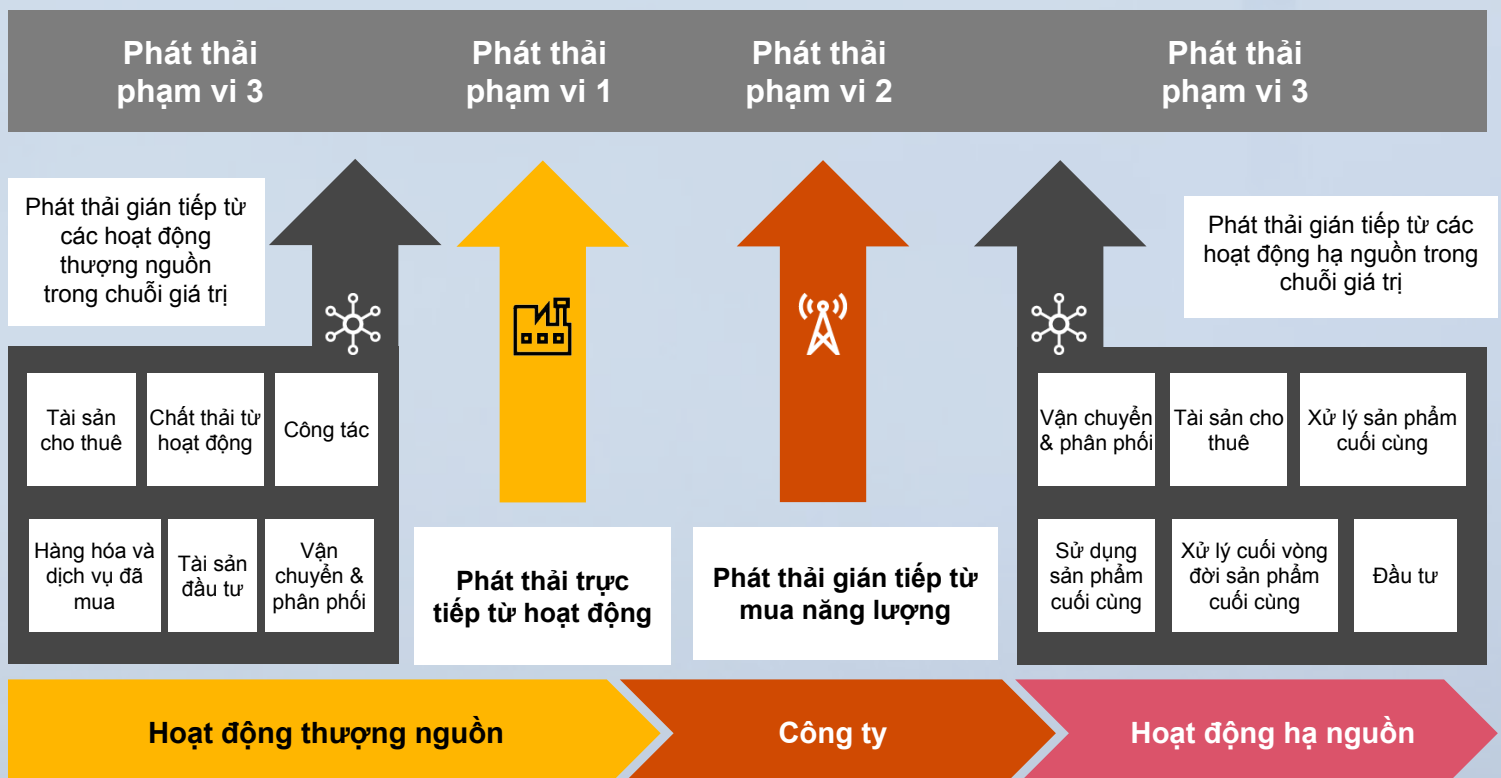 Phát thải
phạm vi 3
Phát thải
phạm vi 1
Phát thải
phạm vi 2
Phát thải
phạm vi 3
Phát thải gián tiếp từ
các hoạt động
thượng nguồn
trong chuỗi giá trị
Phát thải gián tiếp từ các
hoạt động hạ nguồn trong
chuỗi giá trị
Tài sản
cho thuê
Chất thải từ
hoạt động
Công tác
Hàng hóa và
dịch vụ đã
mua
Tài sản
đầu tư
Vận
chuyển &
phân phối
Phát thải trực
tiếp từ hoạt động
Phát thải gián tiếp từ
mua năng lượng
Vận chuyển
& phân phối
Tài sản cho
thuê
Xử lý sản phẩm
cuối cùng
Sử dụng
sản phẩm
cuối cùng
Xử lý cuối vòng
đời sản phẩm
cuối cùng
Đầu tư
Hoạt động thượng nguồn
Công ty
Hoạt động hạ nguồn